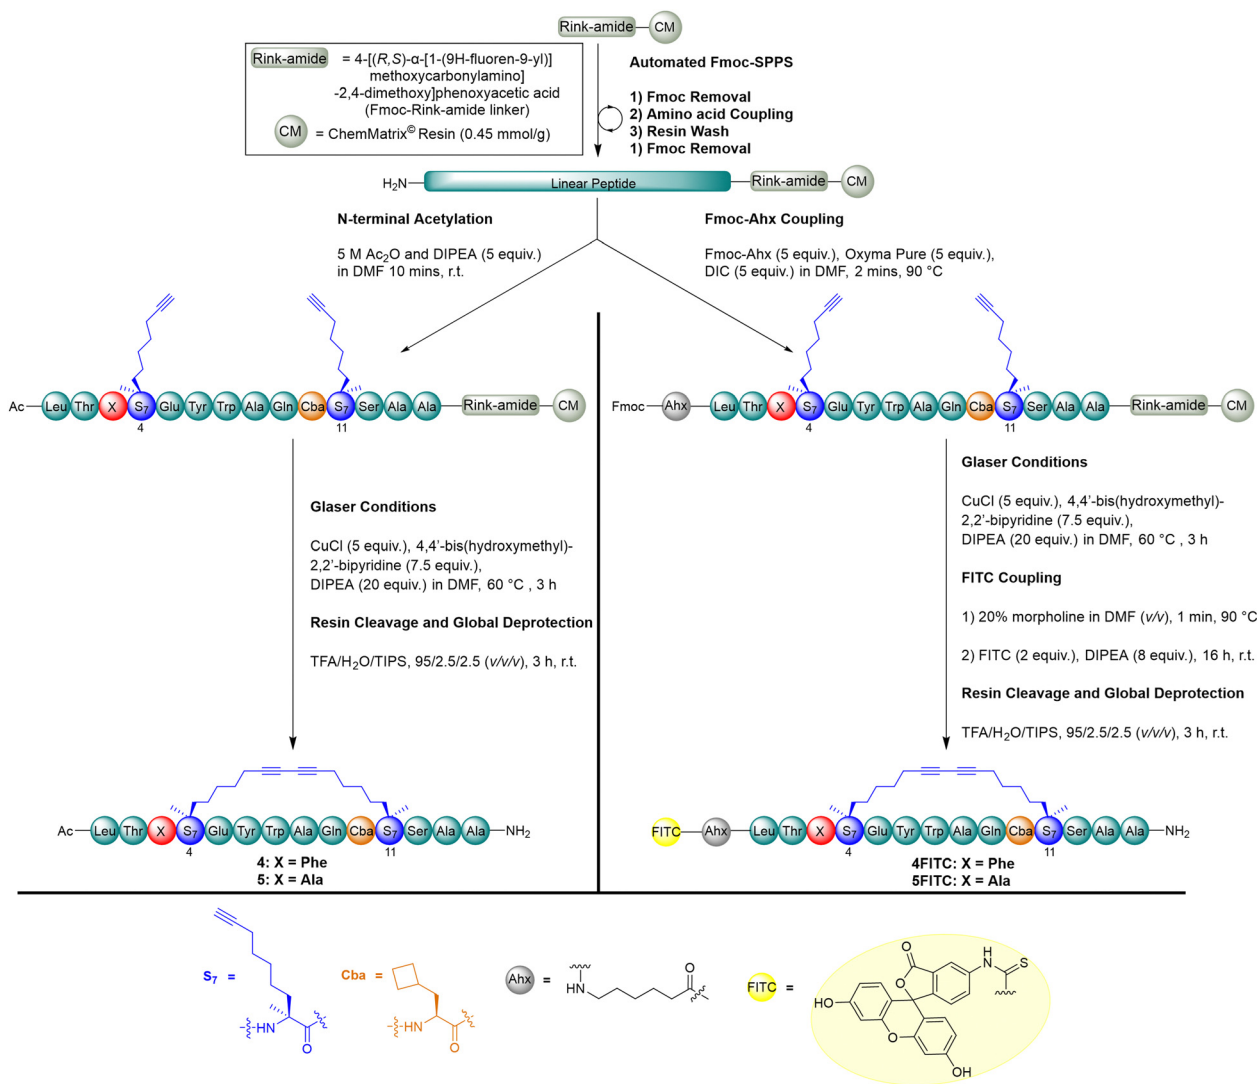 Rink-amide CM
Rink-amide = 4-[(R,S)-α-[1-(9H-fluoren-9-yl)]
methoxycarbonylamino]
-2,4-dimethoxy]phenoxyacetic acid
(Fmoc-Rink-amide linker)
CM = ChemMatrix© Resin (0.45 mmol/g)
Automated Fmoc-SPPS
1) Fmoc Removal
2) Amino acid Coupling
3) Resin Wash
1) Fmoc Removal
H2N Linear Peptide Rink-amide CM
N-terminal Acetylation
5 M Ac2O and DIPEA (5 equiv.)
in DMF 10 mins, r.t.
Fmoc-Ahx Coupling
Fmoc-Ahx (5 equiv.), Oxyma Pure (5 equiv.),
DIC (5 equiv.) in DMF, 2 mins, 90 °C
Ac Leu Thr X S7 Glu Tyr Trp Ala Gln Cba S7 Ser Ala Ala Rink-amide CM
4 11
Fmoc Ahx Leu Thr X S7 Glu Tyr Trp Ala Gln Cba S7 Ser Ala Ala Rink-amide CM
4 11
Glaser Conditions
CuCl (5 equiv.), 4,4'-bis(hydroxymethyl)-
2,2'-bipyridine (7.5 equiv.),
DIPEA (20 equiv.) in DMF, 60 °C , 3 h
Resin Cleavage and Global Deprotection
TFA/H2O/TIPS, 95/2.5/2.5 (v/v/v), 3 h, r.t.
Glaser Conditions
CuCl (5 equiv.), 4,4'-bis(hydroxymethyl)-
2,2'-bipyridine (7.5 equiv.),
DIPEA (20 equiv.) in DMF, 60 °C , 3 h
FITC Coupling
1) 20% morpholine in DMF (v/v), 1 min, 90 °C
2) FITC (2 equiv.), DIPEA (8 equiv.), 16 h, r.t.
Resin Cleavage and Global Deprotection
TFA/H2O/TIPS, 95/2.5/2.5 (v/v/v), 3 h, r.t.
Ac Leu Thr X S7 Glu Tyr Trp Ala Gln Cba S7 Ser Ala Ala NH2
4 11
4: X = Phe
5: X = Ala
FITC Ahx Leu Thr X S7 Glu Tyr Trp Ala Gln Cba S7 Ser Ala Ala NH2
4 11
4FITC: X = Phe
5FITC: X = Ala
S7 =
HN
O
Cba =
HN
O
Ahx =
HN
O
FITC =
O
O
H
N
S
HO
O
OH